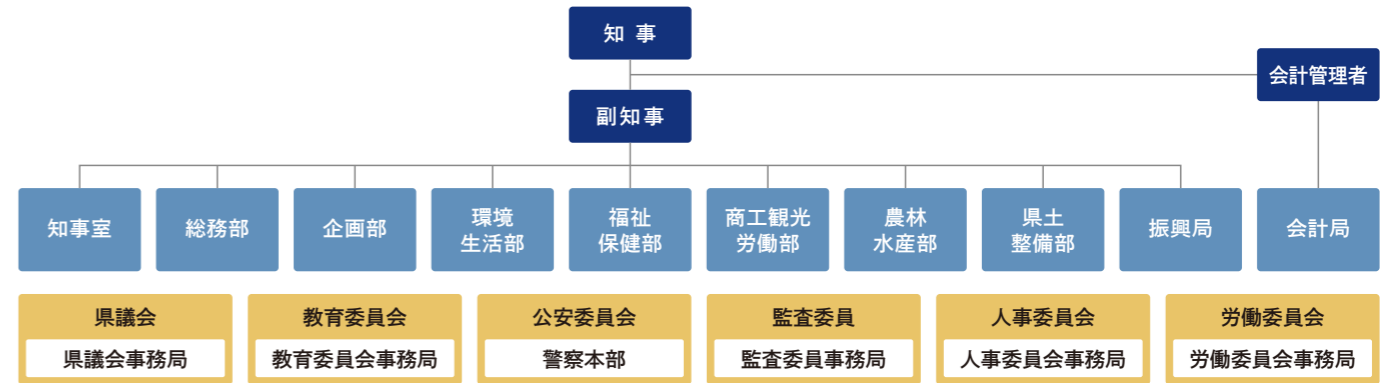 知事
会計管理者
副知事
知事室
総務部
企画部
環境
生活部
福祉
保健部
商工観光
労働部
農林
水産部
県土
整備部
振興局
会計局
県議会
県議会事務局
教育委員会
教育委員会事務局
公安委員会
警察本部
監査委員
監査委員事務局
人事委員会
人事委員会事務局
労働委員会
労働委員会事務局